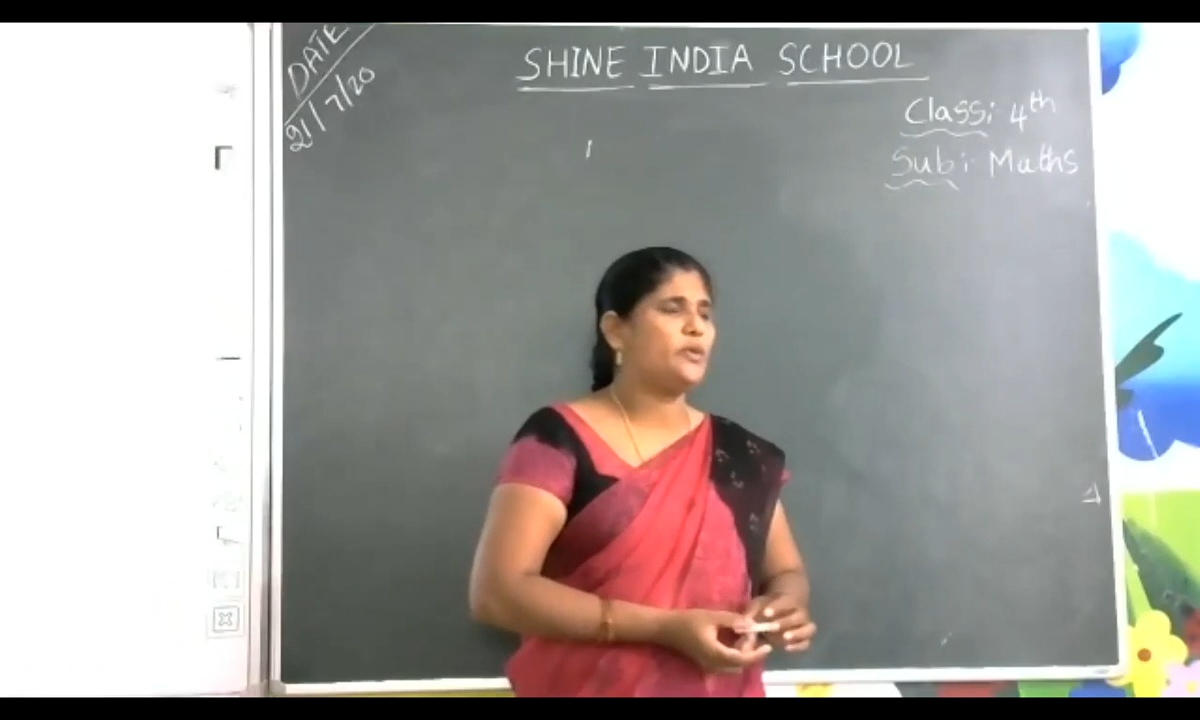 DATE
21/7/20
SHINE INDIA SCHOOL
Class: 4th
Sub: Maths